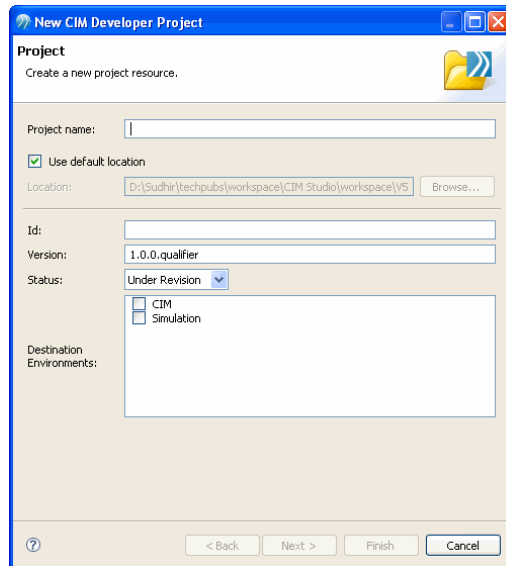 New CIM Developer Project
Project
Create a new project resource.
Project name:
Use default location
Location: D:\Sudhir\techpubs\workspace\CIM Studio\workspace\VS Browse...
Id:
Version: 1.0.0.qualifier
Status: Under Revision
CIM
Simulation
Destination
Environments:
? < Back Next > Finish Cancel